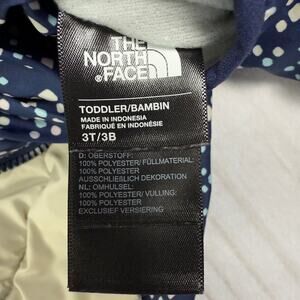 THE
NORTH
FACE
TODDLER/BAMBIN
MADE IN INDONESIA
FABRIQUÉ EN INDONÉSIE
3T/3B
D: OBERSTOFF:
100% POLYESTER/ FÜLLMATERIAL:
100% POLYESTER
AUSSCHLIEßLICH DEKORATION
NL: OMHULSEL:
100% POLYESTER/ VULLING:
100% POLYESTER
EXCLUSIEF VERSIERING